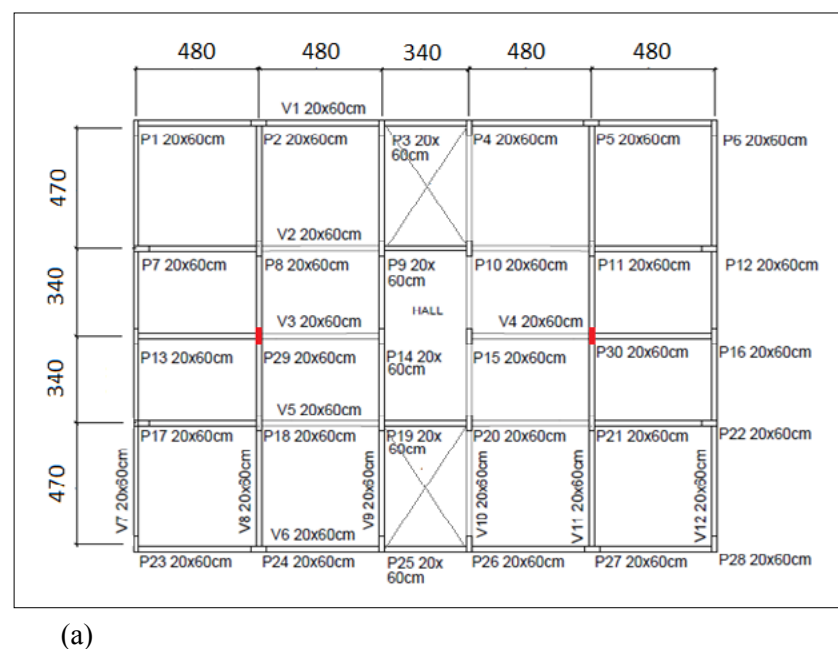 480 480 340 480 480
V1 20x60cm
P1 20x60cm P2 20x60cm P3 20x P4 20x60cm P5 20x60cm P6 20x60cm
60cm
470
V2 20x60cm
P7 20x60cm P8 20x60cm P9 20x P10 20x60cm P11 20x60cm P12 20x60cm
60cm
340
HALL
V3 20x60cm V4 20x60cm
P13 20x60cm P29 20x60cm P14 20x P15 20x60cm P30 20x60cm P16 20x60cm
60cm
340
V5 20x60cm
P17 20x60cm P18 20x60cm P19 20x P20 20x60cm P21 20x60cm P22 20x60cm
60cm
470
V7 20x60cm V8 20x60cm V9 20x60cm V10 20x60cm V11 20x60cm V12 20x60cm
V6 20x60cm
P23 20x60cm P24 20x60cm P25 20x P26 20x60cm P27 20x60cm P28 20x60cm
60cm
(a)